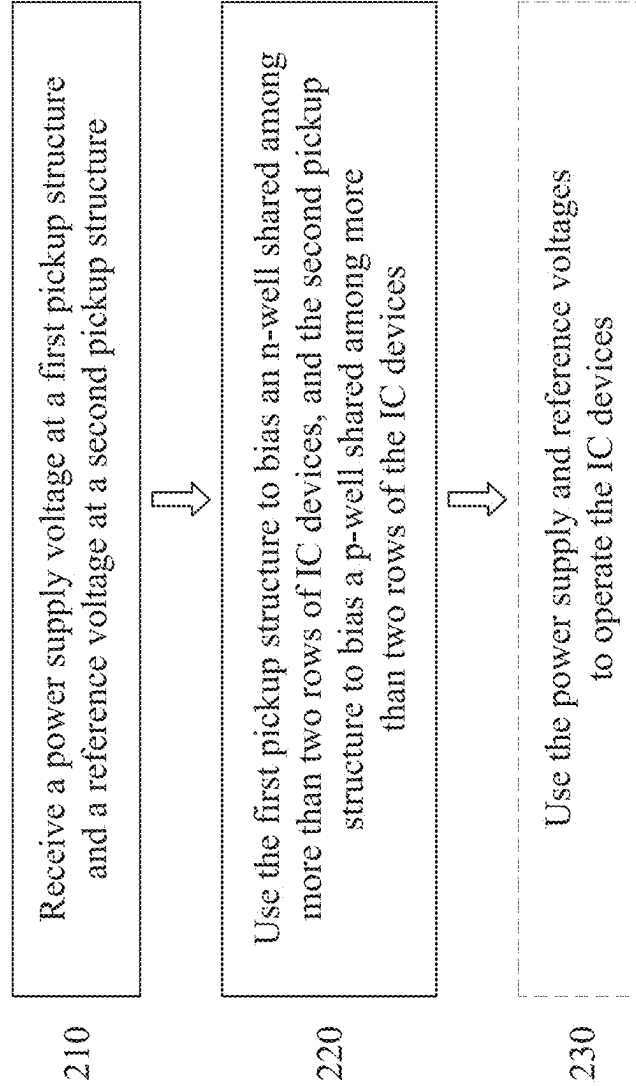 210
Receive a power supply voltage at a first pickup structure
and a reference voltage at a second pickup structure
220
Use the first pickup structure to bias an n-well shared among
more than two rows of IC devices, and the second pickup
structure to bias a p-well shared among more
than two rows of the IC devices
230
Use the power supply and reference voltages
to operate the IC devices